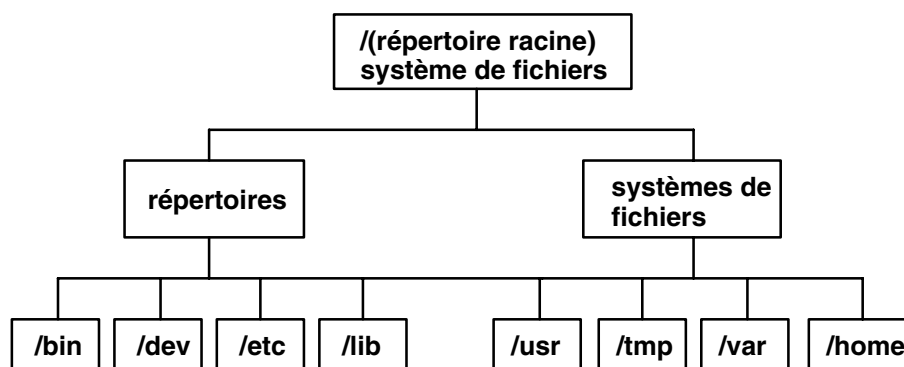 /(répertoire racine)
système de fichiers
répertoires
systèmes de
fichiers
/bin
/dev
/etc
/lib
/usr
/tmp
/var
/home